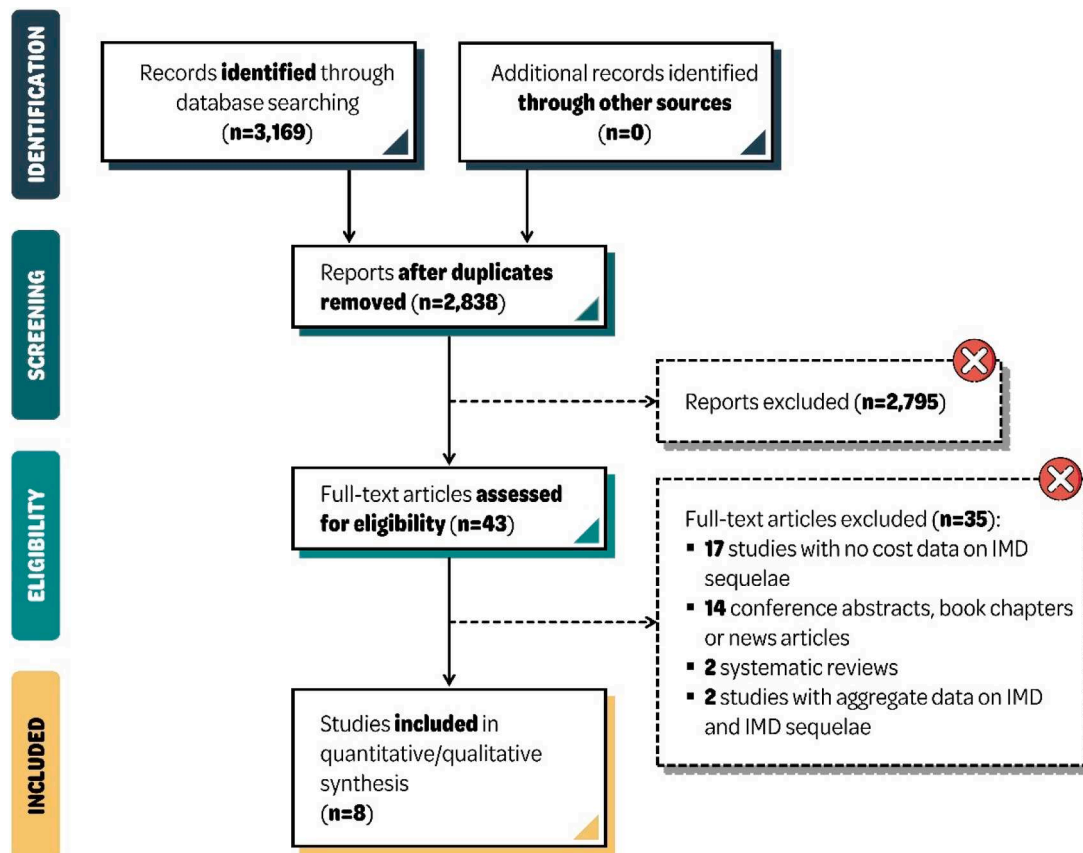 IDENTIFICATION
Records identified through
database searching
(n=3,169)
Additional records identified
through other sources
(n=0)
SCREENING
Reports after duplicates
removed (n=2,838)
Reports excluded (n=2,795)
ELIGIBILITY
Full-text articles assessed
for eligibility (n=43)
Full-text articles excluded (n=35):
▪ 17 studies with no cost data on IMD
sequelae
▪ 14 conference abstracts, book chapters
or news articles
▪ 2 systematic reviews
▪ 2 studies with aggregate data on IMD
and IMD sequelae
INCLUDED
Studies included in
quantitative/qualitative
synthesis
(n=8)